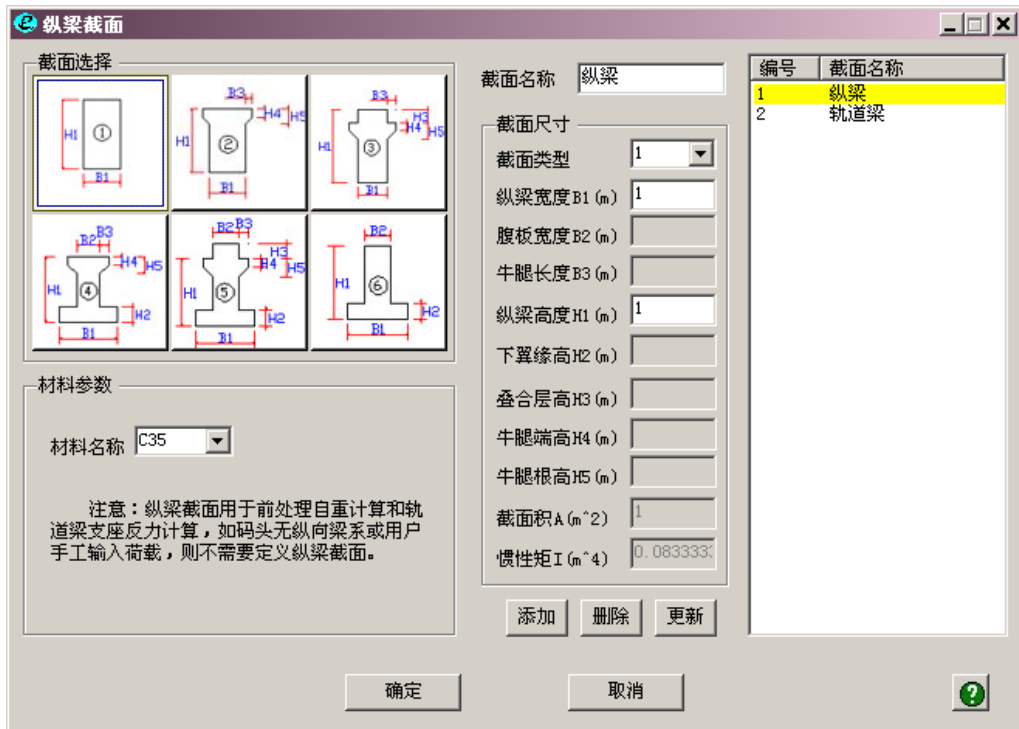 纵梁截面
截面选择
H1
①
B1
B3
H4
H5
H1
②
B1
B3
H3
H4
H5
H1
③
B1
B2
B3
H4
H5
H1
④
H2
B1
B2
B3
H3
H4
H5
H1
⑤
H2
B1
B2
H1
⑥
H2
B1
材料参数
材料名称 C35
注意：纵梁截面用于前处理自重计算和轨
道梁支座反力计算，如码头无纵向梁系或用户
手工输入荷载，则不需要定义纵梁截面。
截面名称 纵梁
截面尺寸
截面类型 1
纵梁宽度B1(m) 1
腹板宽度B2(m)
牛腿长度B3(m)
纵梁高度H1(m) 1
下翼缘高H2(m)
叠合层高H3(m)
牛腿端高H4(m)
牛腿根高H5(m)
截面积A(m^2) 1
惯性矩I(m^4) 0.083333
添加 删除 更新
编号 截面名称
1 纵梁
2 轨道梁
确定 取消